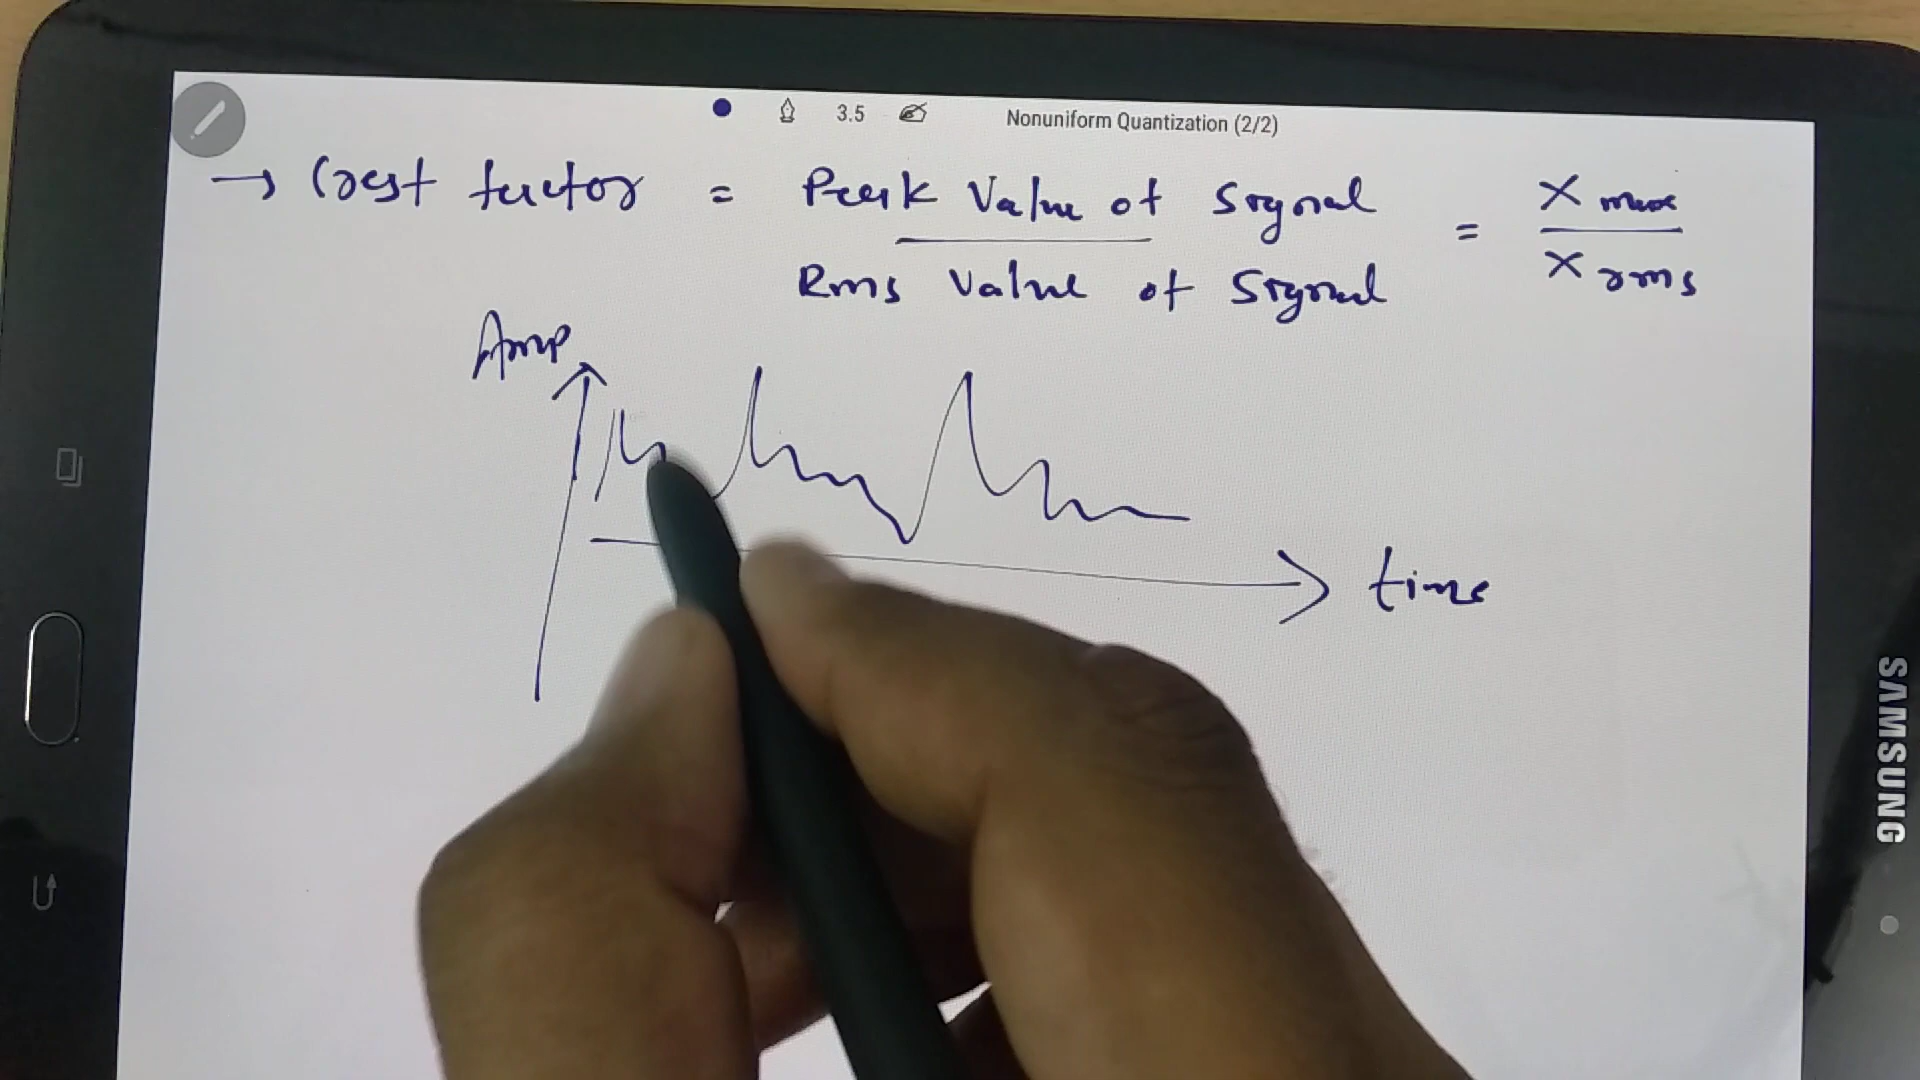 3.5 Nonuniform Quantization (2/2)
→ Crest factor = Peak Value of Signal / Rms Value of Signal = X max / X rms
Amp
time
SAMSUNG